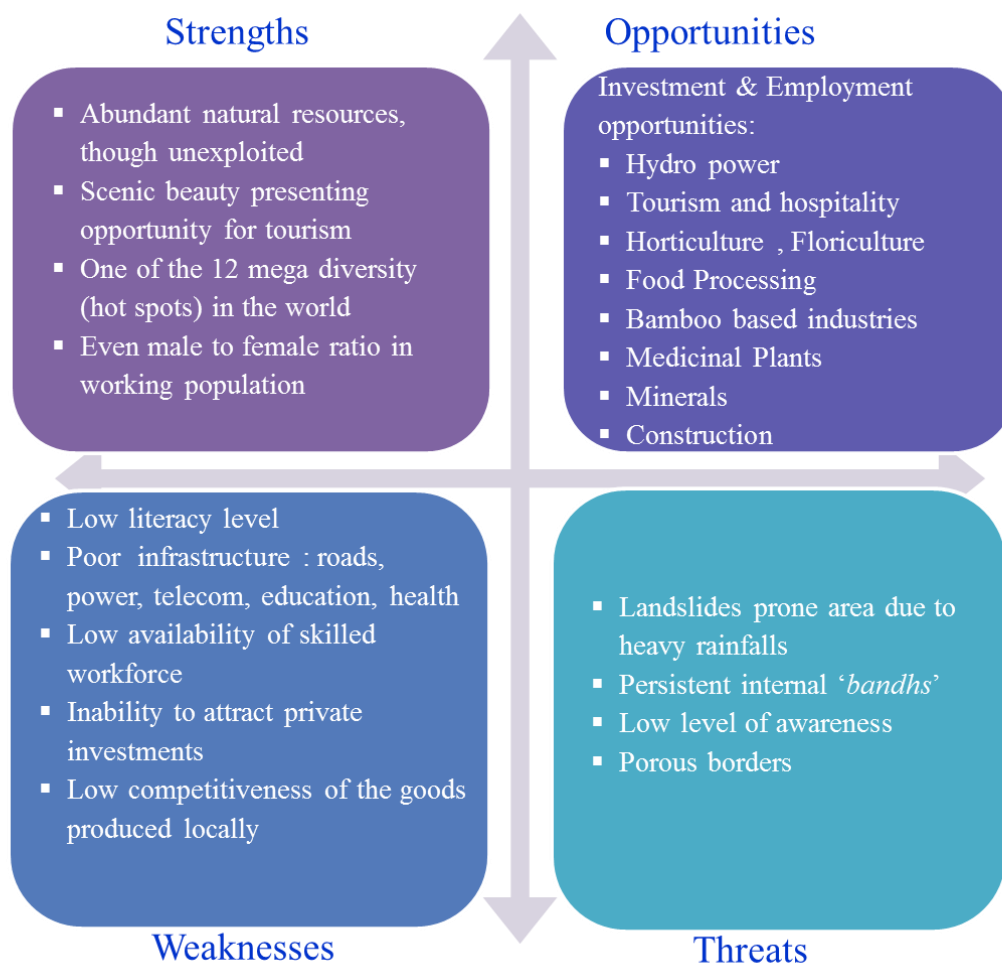 Strengths
▪ Abundant natural resources,
though unexploited
▪ Scenic beauty presenting
opportunity for tourism
▪ One of the 12 mega diversity
(hot spots) in the world
▪ Even male to female ratio in
working population
Opportunities
Investment & Employment
opportunities:
▪ Hydro power
▪ Tourism and hospitality
▪ Horticulture , Floriculture
▪ Food Processing
▪ Bamboo based industries
▪ Medicinal Plants
▪ Minerals
▪ Construction
▪ Low literacy level
▪ Poor infrastructure : roads,
power, telecom, education, health
▪ Low availability of skilled
workforce
▪ Inability to attract private
investments
▪ Low competitiveness of the goods
produced locally
Weaknesses
▪ Landslides prone area due to
heavy rainfalls
▪ Persistent internal ‘bandhs’
▪ Low level of awareness
▪ Porous borders
Threats